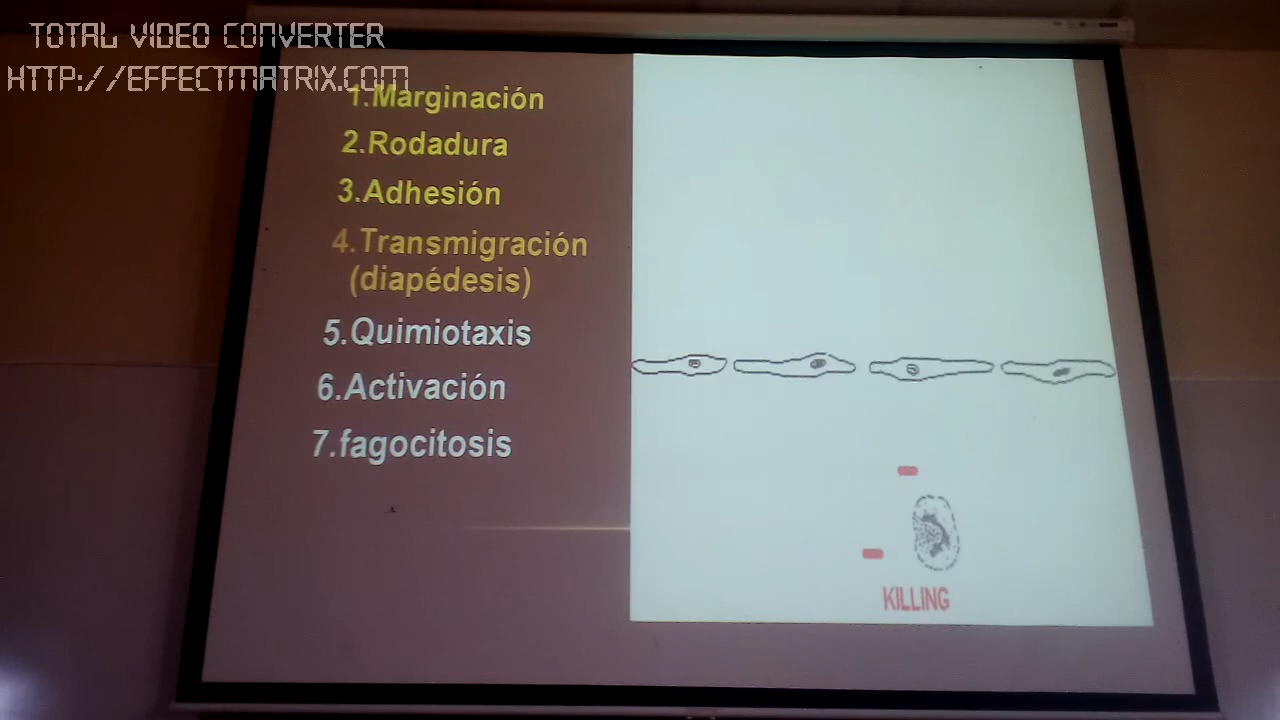 TOTAL VIDEO CONVERTER
HTTP://EFFECTMATRIX.COM
1.Marginación
2.Rodadura
3.Adhesión
4.Transmigración
(diapédesis)
5.Quimiotaxis
6.Activación
7.fagocitosis
KILLING